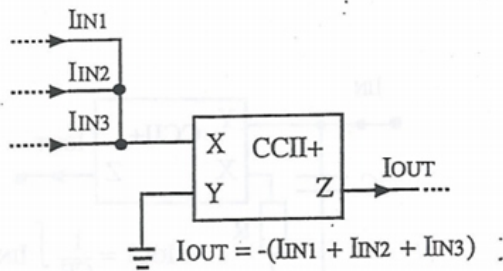 IIN1
IIN2
IIN3
X CCII+
Y
Z
IOUT
IOUT = -(IIN1 + IIN2 + IIN3)